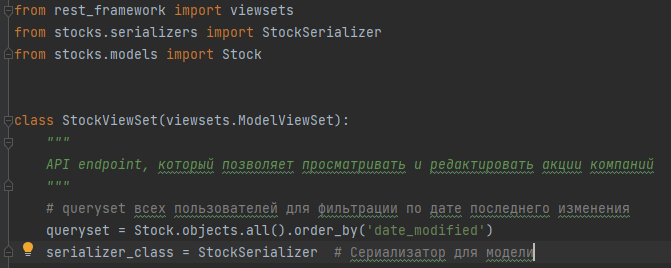 from rest_framework import viewsets
from stocks.serializers import StockSerializer
from stocks.models import Stock
class StockViewSet(viewsets.ModelViewSet):
"""
API endpoint, который позволяет просматривать и редактировать акции компаний
"""
# queryset всех пользователей для фильтрации по дате последнего изменения
queryset = Stock.objects.all().order_by('date_modified')
serializer_class = StockSerializer # Сериализатор для модели